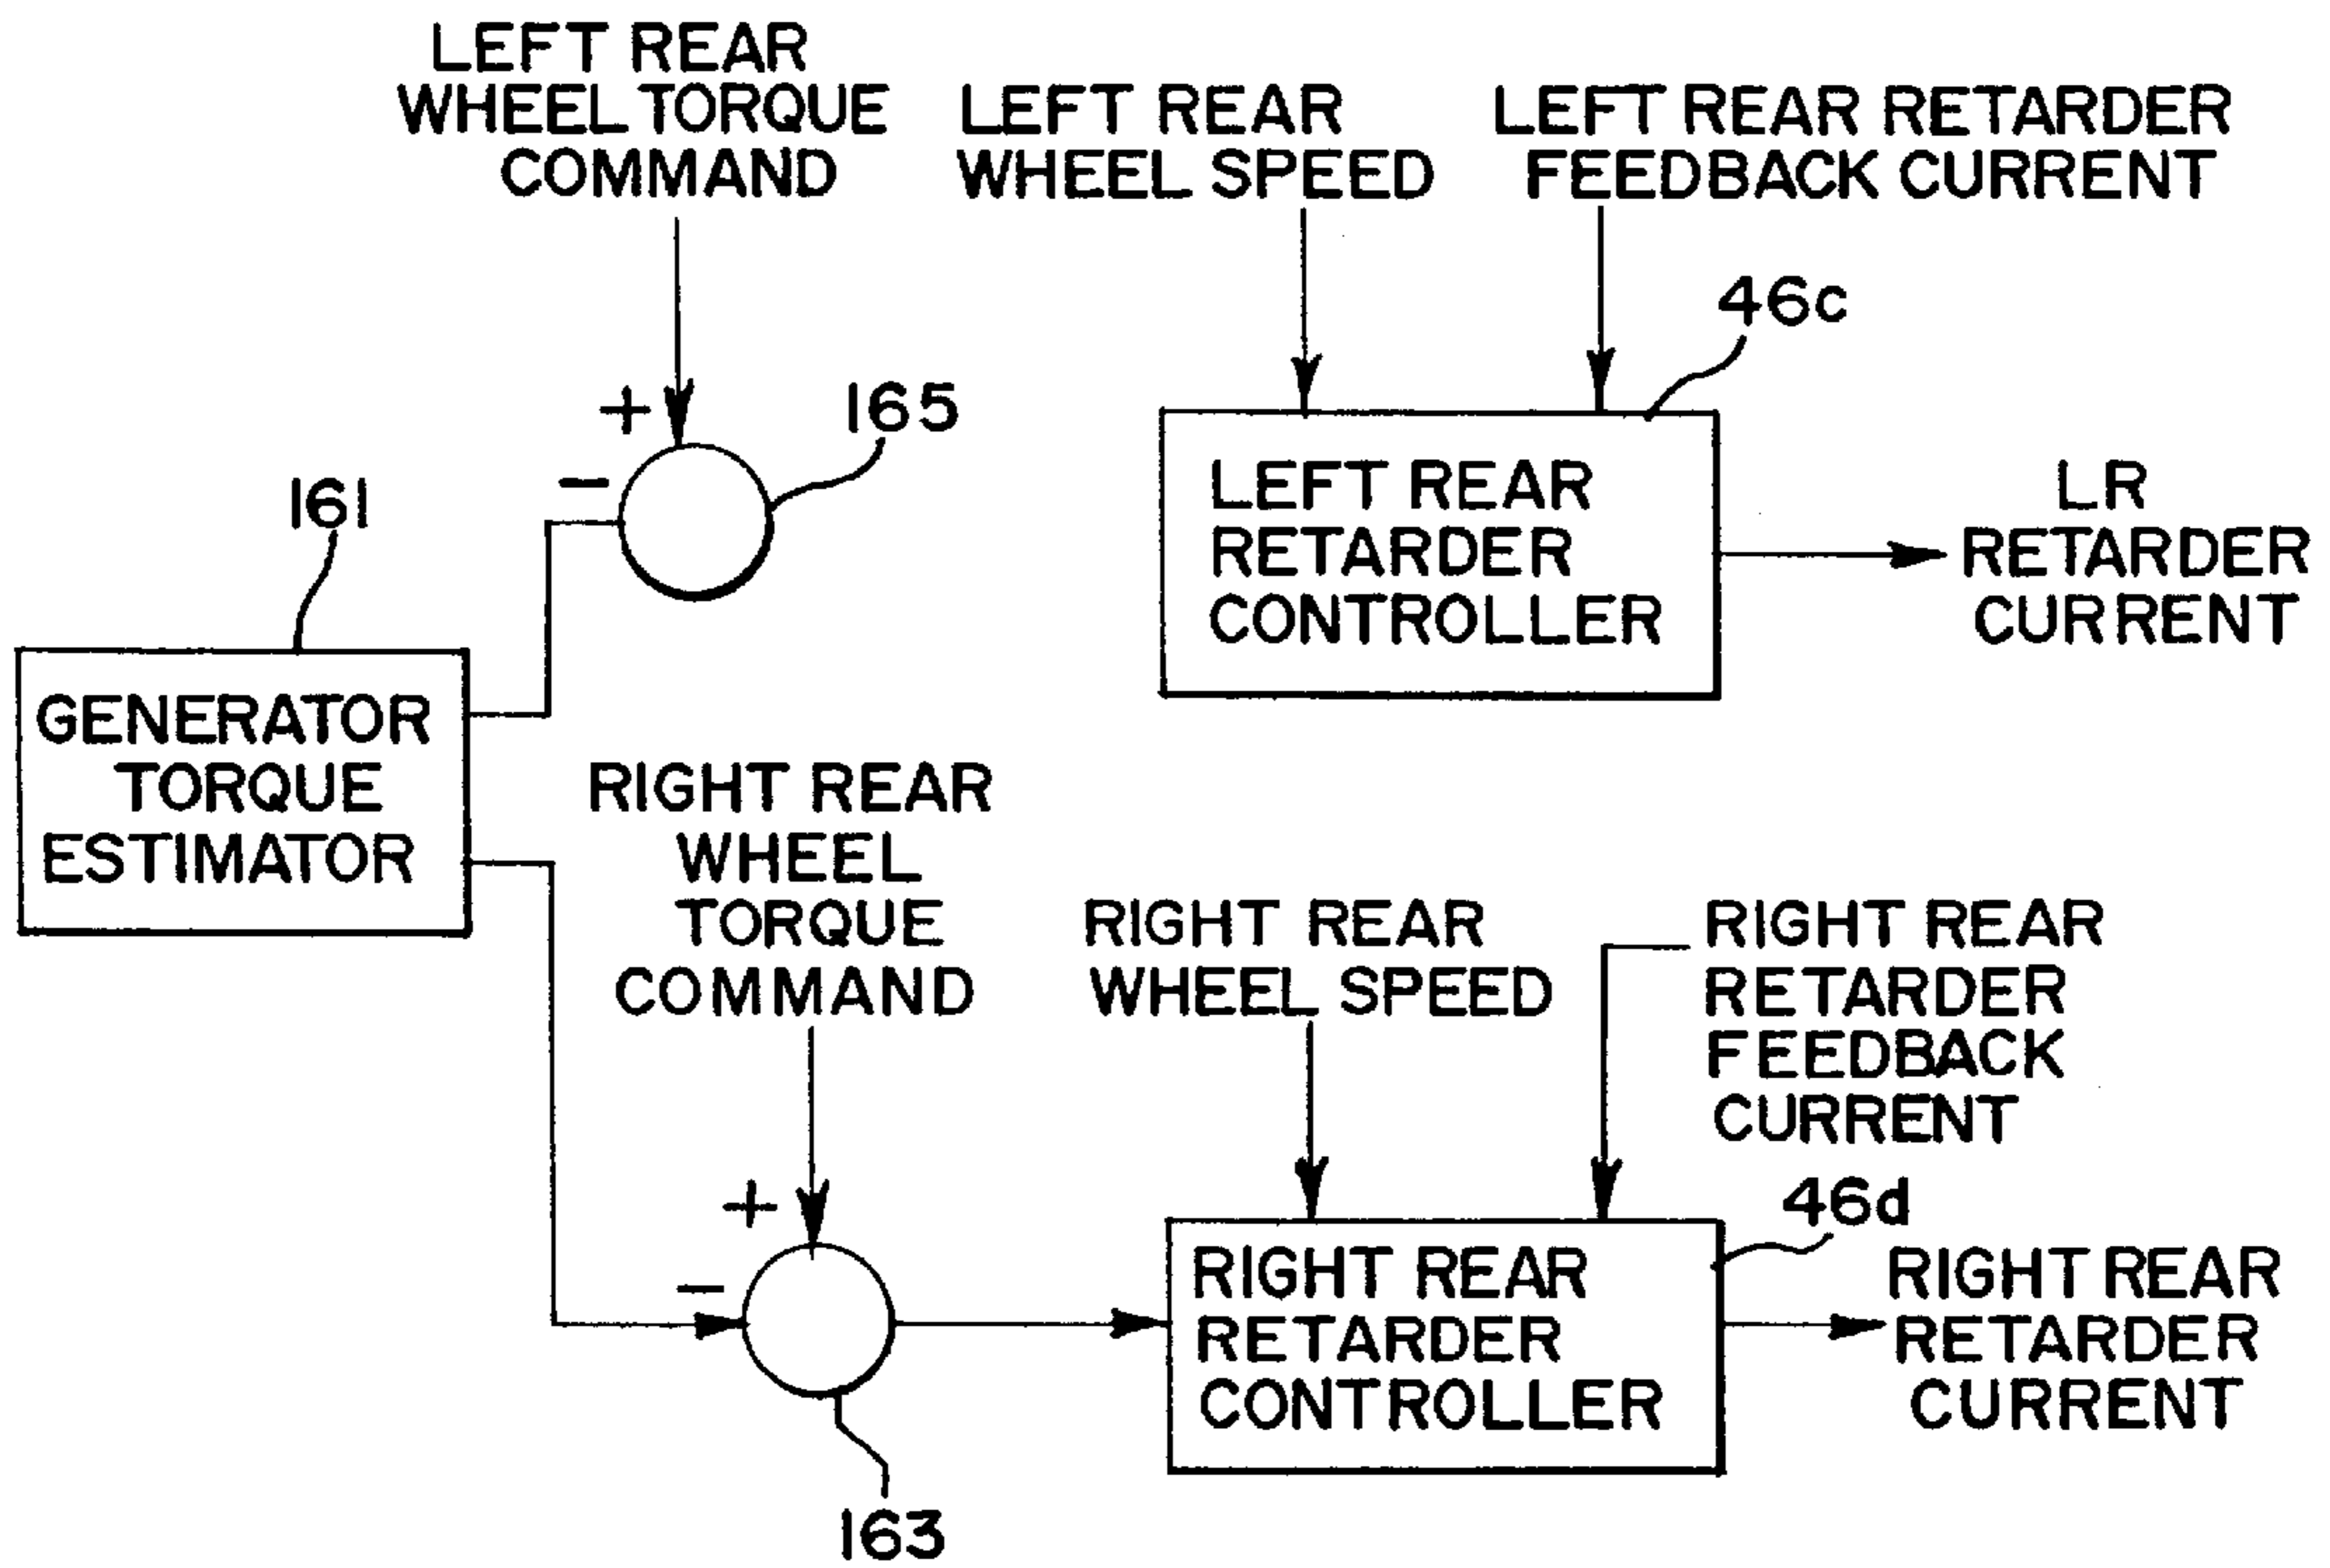 LEFT REAR
WHEEL TORQUE
COMMAND
LEFT REAR
WHEEL SPEED
LEFT REAR RETARDER
FEEDBACK CURRENT
46c
+
165
−
161
LEFT REAR
RETARDER
CONTROLLER
LR
RETARDER
CURRENT
GENERATOR
TORQUE
ESTIMATOR
RIGHT REAR
WHEEL
TORQUE
COMMAND
RIGHT REAR
WHEEL SPEED
RIGHT REAR
RETARDER
FEEDBACK
CURRENT
46d
+
−
RIGHT REAR
RETARDER
CONTROLLER
RIGHT REAR
RETARDER
CURRENT
163